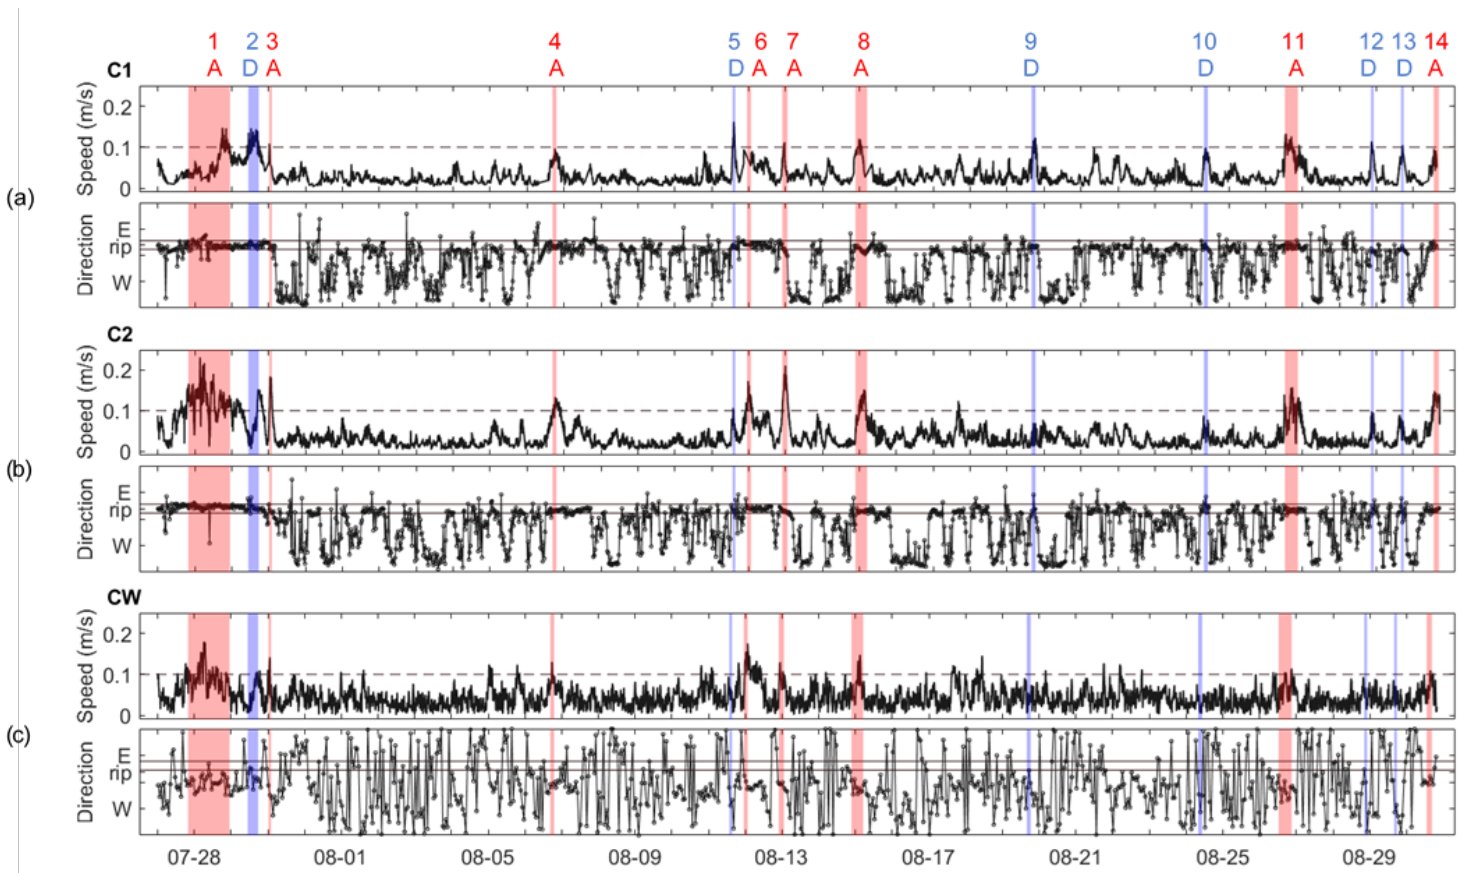 1 2 3 4 5 6 7 8 9 10 11 12 13 14
A D A A D A A A D D A D D A
C1
(a)
Speed (m/s)
0.2
0.1
0
Direction
E
rip
W
C2
(b)
Speed (m/s)
0.2
0.1
0
Direction
E
rip
W
CW
(c)
Speed (m/s)
0.2
0.1
0
Direction
E
rip
W
07-28 08-01 08-05 08-09 08-13 08-17 08-21 08-25 08-29